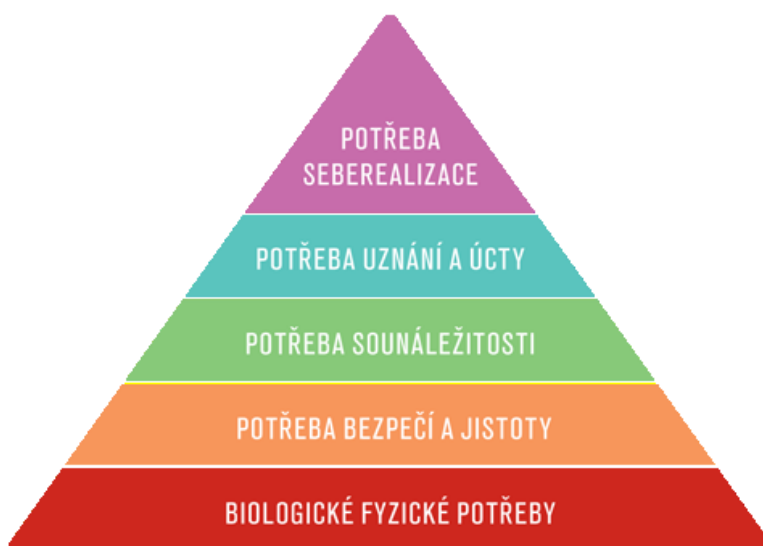 POTŘEBA
SEBEREALIZACE
POTŘEBA UZNÁNÍ A ÚCTY
POTŘEBA SOUNÁLEŽITOSTI
POTŘEBA BEZPEČÍ A JISTOTY
BIOLOGICKÉ FYZICKÉ POTŘEBY